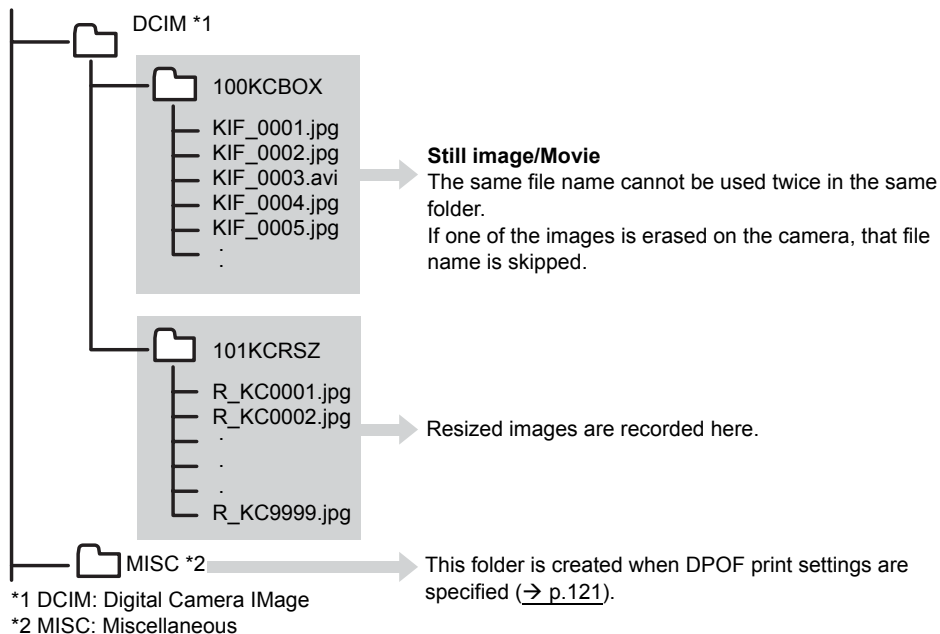 DCIM *1
100KCBOX
KIF_0001.jpg
KIF_0002.jpg
KIF_0003.avi
KIF_0004.jpg
KIF_0005.jpg
:
Still image/Movie
The same file name cannot be used twice in the same
folder.
If one of the images is erased on the camera, that file
name is skipped.
101KCRSZ
R_KC0001.jpg
R_KC0002.jpg
.
.
.
R_KC9999.jpg
Resized images are recorded here.
MISC *2
This folder is created when DPOF print settings are
specified (→ p.121).
*1 DCIM: Digital Camera IMage
*2 MISC: Miscellaneous